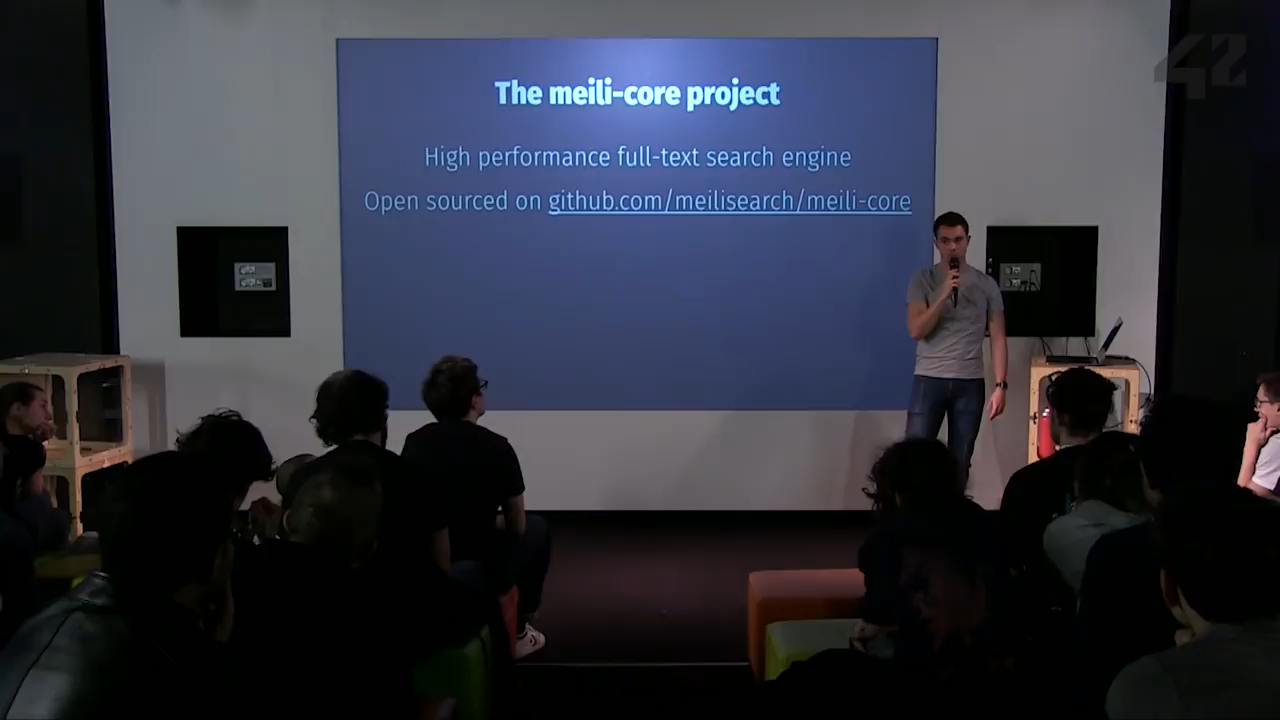 42
The meili-core project
High performance full-text search engine
Open sourced on github.com/meilisearch/meili-core